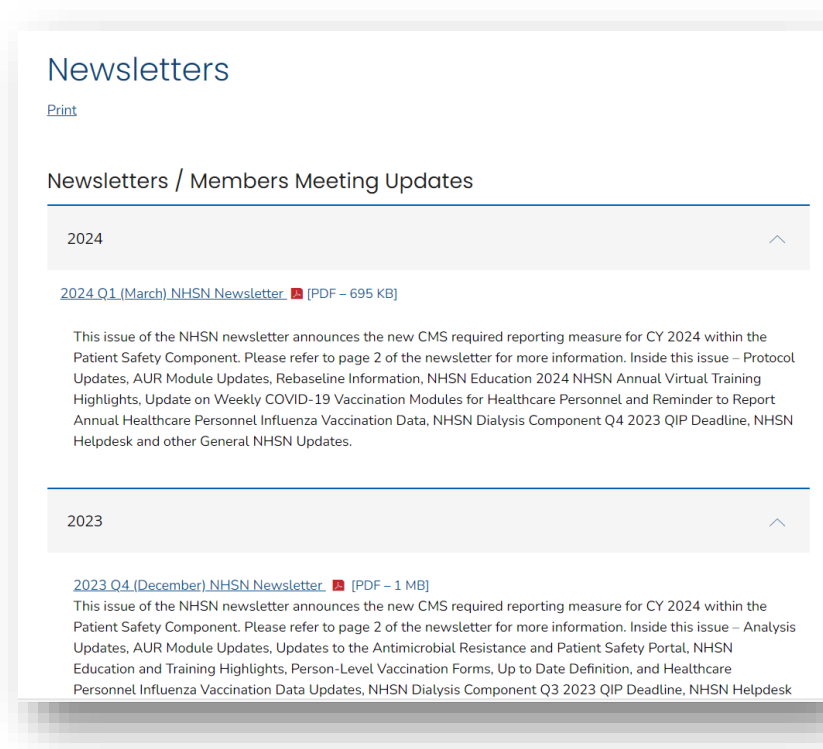 Newsletters
Print
Newsletters / Members Meeting Updates
2024
2024 Q1 (March) NHSN Newsletter [PDF – 695 KB]
This issue of the NHSN newsletter announces the new CMS required reporting measure for CY 2024 within the
Patient Safety Component. Please refer to page 2 of the newsletter for more information. Inside this issue – Protocol
Updates, AUR Module Updates, Rebaseline Information, NHSN Education 2024 NHSN Annual Virtual Training
Highlights, Update on Weekly COVID-19 Vaccination Modules for Healthcare Personnel and Reminder to Report
Annual Healthcare Personnel Influenza Vaccination Data, NHSN Dialysis Component Q4 2023 QIP Deadline, NHSN
Helpdesk and other General NHSN Updates.
2023
2023 Q4 (December) NHSN Newsletter [PDF – 1 MB]
This issue of the NHSN newsletter announces the new CMS required reporting measure for CY 2024 within the
Patient Safety Component. Please refer to page 2 of the newsletter for more information. Inside this issue – Analysis
Updates, AUR Module Updates, Updates to the Antimicrobial Resistance and Patient Safety Portal, NHSN
Education and Training Highlights, Person-Level Vaccination Forms, Up to Date Definition, and Healthcare
Personnel Influenza Vaccination Data Updates, NHSN Dialysis Component Q3 2023 QIP Deadline, NHSN Helpdesk